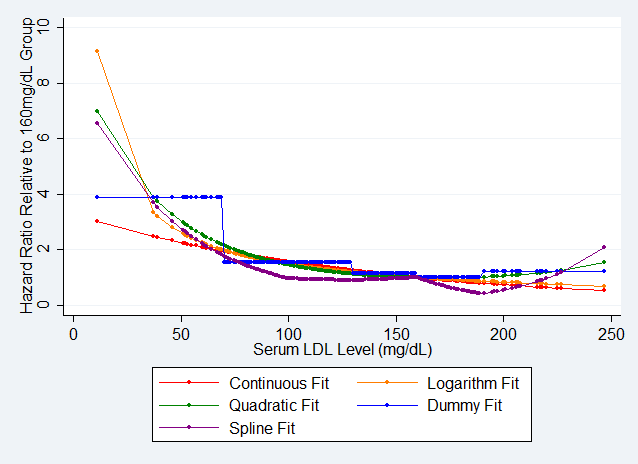 Hazard Ratio Relative to 160mg/dL Group
10
8
6
4
2
0
0 50 100 150 200 250
Serum LDL Level (mg/dL)
Continuous Fit Logarithm Fit
Quadratic Fit Dummy Fit
Spline Fit